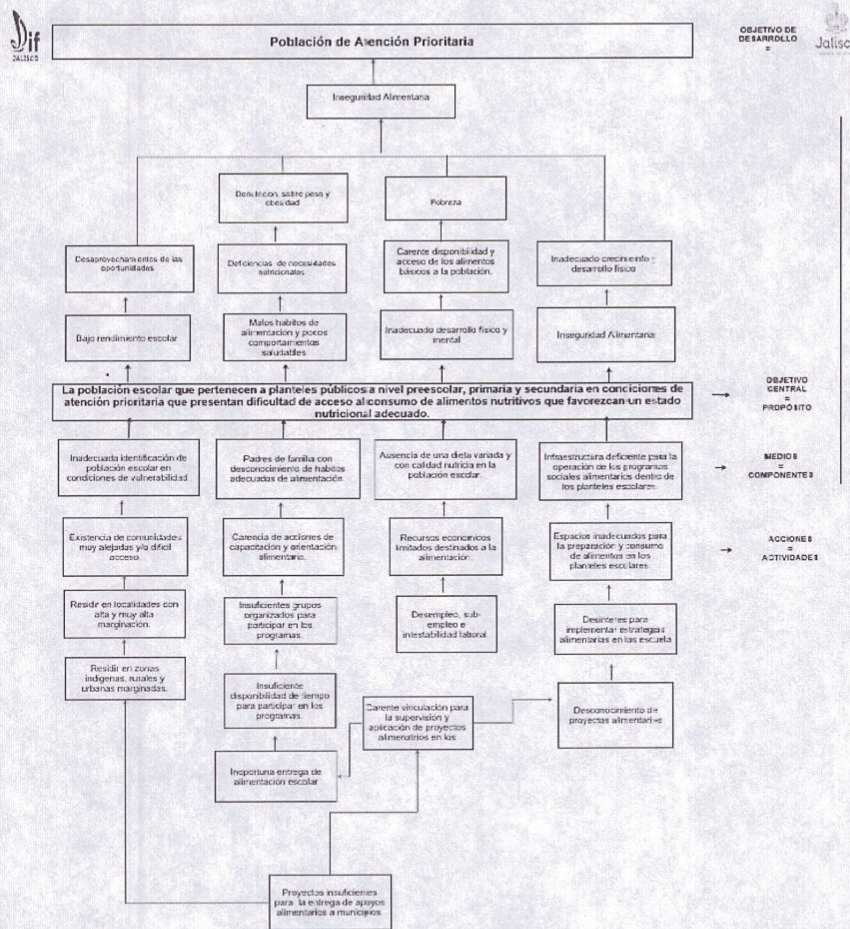 Dif
JALISCO
Población de Atención Prioritaria
OBJETIVO DE
DESARROLLO
=
Jalisco
Inseguridad Alimentaria
sobre peso y
obesidad
Pobreza
Desaprovechamientos de las
oportunidades
Deficiencias de necesidades
nutricionales
Carente disponibilidad y
acceso de los alimentos
básicos a la población.
Inadecuado crecimiento y
desarrollo físico
Bajo rendimiento escolar
Malos hábitos de
alimentación y pocos
comportamientos
saludables
Inadecuado desarrollo físico y
mental
Inseguridad Alimentaria
La población escolar que pertenecen a planteles públicos a nivel preescolar, primaria y secundaria en condiciones de
atención prioritaria que presentan dificultad de acceso al consumo de alimentos nutritivos que favorezcan un estado
nutricional adecuado.
OBJETIVO
CENTRAL
=
PROPÓSITO
Inadecuada identificación de
población escolar en
condiciones de vulnerabilidad.
Padres de familia con
desconocimiento de hábitos
adecuadas de alimentación.
Ausencia de una dieta variada y
con calidad nutricia en la
población escolar.
Infraestructura deficiente para la
operación de los programas
sociales alimentarios dentro de
los planteles escolares.
MEDIOS
=
COMPONENTES
Existencia de comunidades
muy alejadas y/o difícil
acceso.
Carencia de acciones de
capacitación y orientación
alimentaria.
Recursos económicos
limitados destinados a la
alimentación.
Espacios inadecuados para
la preparación y consumo
de alimentos en los
planteles escolares.
ACCIONES
=
ACTIVIDADES
Residir en localidades con
alta y muy alta
marginación.
Insuficientes grupos
organizados para
participar en los
programas.
Desempleo, sub-
empleo e
intestabilidad laboral.
Desinteres para
implementar estrategias
alimentarias en las escuela
Residir en zonas
indígenas, rurales y
urbanas marginadas.
Insuficiente
disponibilidad de tiempo
para participar en los
programas.
Carente vinculación para
la supervisión y
aplicación de proyectos
alimenatrios en los
Desconocimiento de
proyectos alimentarios
Inoportuna entrega de
alimentación escolar
Proyectos insuficientes
para la entrega de apoyos
alimentarios a municipios